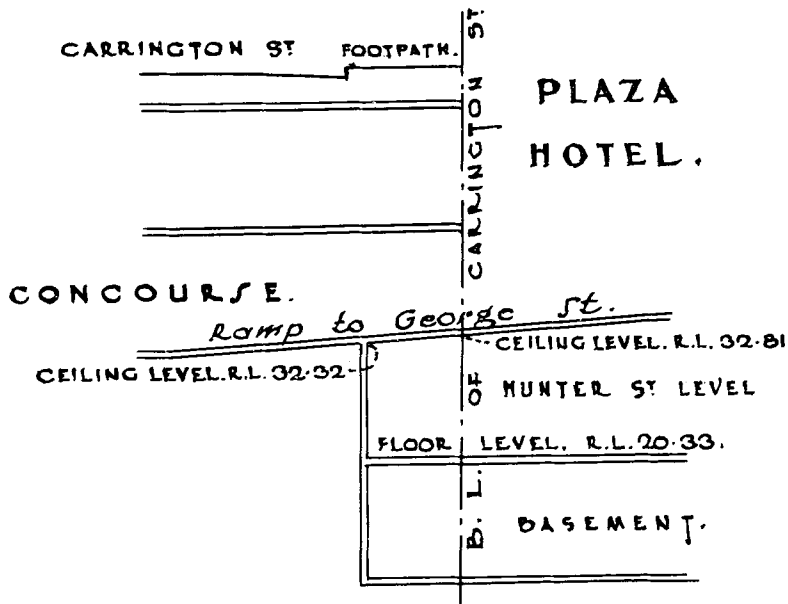 CARRINGTON ST
FOOTPATH.
PLAZA
HOTEL.
B. L. OF CARRINGTON ST
CONCOURSE.
Ramp to George St.
CEILING LEVEL. R.L. 32·81
CEILING LEVEL. R.L. 32·32
HUNTER ST LEVEL
FLOOR LEVEL. R.L. 20·33.
BASEMENT.